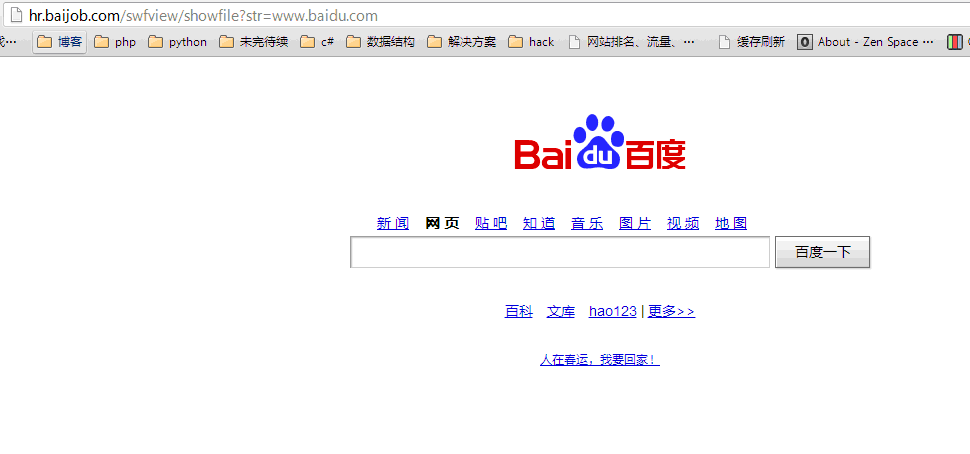 hr.baijob.com/swfview/showfile?str=www.baidu.com
找… 博客 php python 未完待续 c# 数据结构 解决方案 hack 网站排名、流量、… 缓存刷新 About - Zen Space …
Bai du 百度
新 闻 网 页 贴 吧 知 道 音 乐 图 片 视 频 地 图
百度一下
百科 文库 hao123 | 更多>>
人在春运，我要回家！